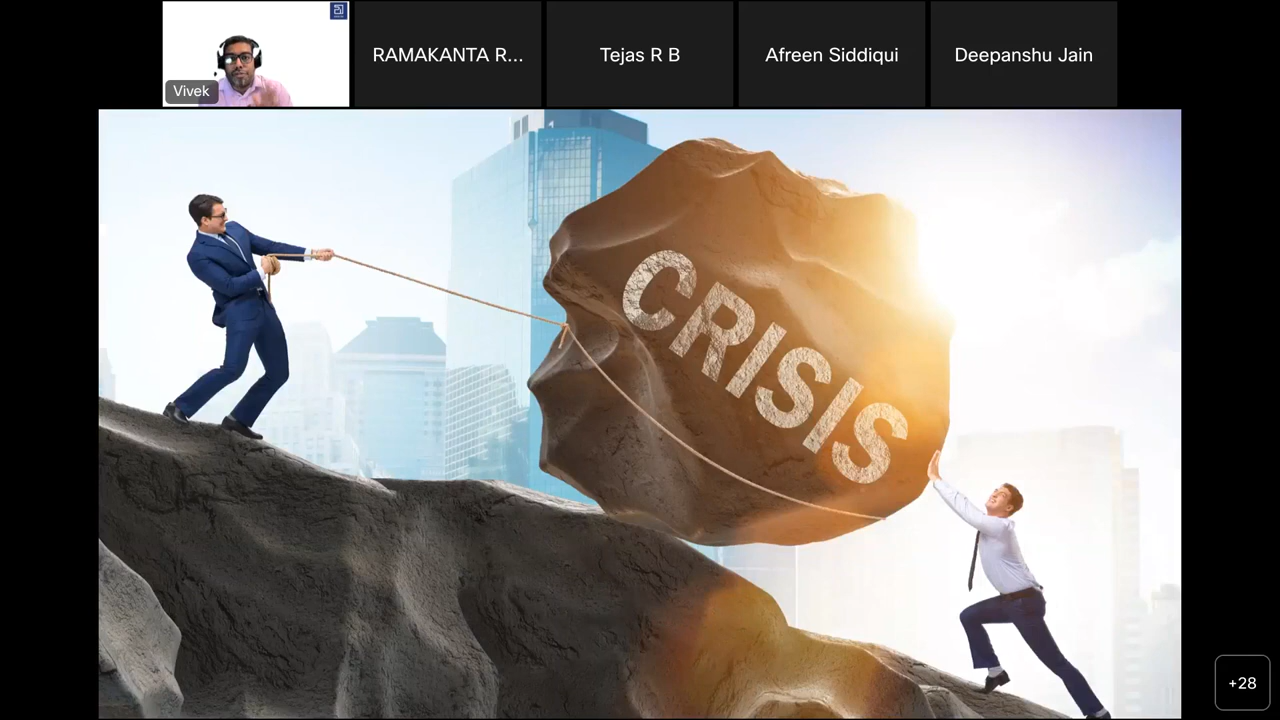 Vivek
RAMAKANTA R...
Tejas R B
Afreen Siddiqui
Deepanshu Jain
CRISIS
+28